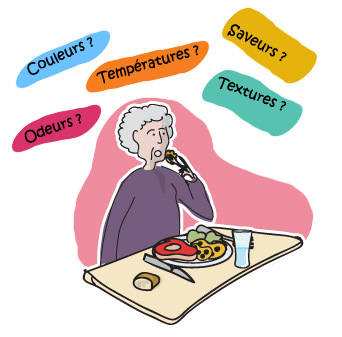 Couleurs ?
Températures ?
Saveurs ?
Odeurs ?
Textures ?